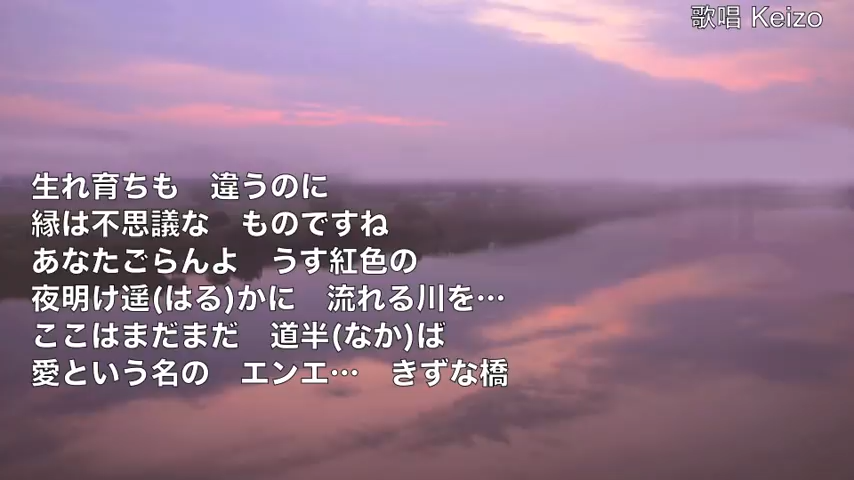 歌唱 Keizo
生れ育ちも　違うのに
縁は不思議な　ものですね
あなたごらんよ　うす紅色の
夜明け遥(はる)かに　流れる川を…
ここはまだまだ　道半(なか)ば
愛という名の　エンエ…　きずな橋